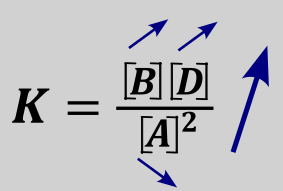 K = [B][D] / [A]²